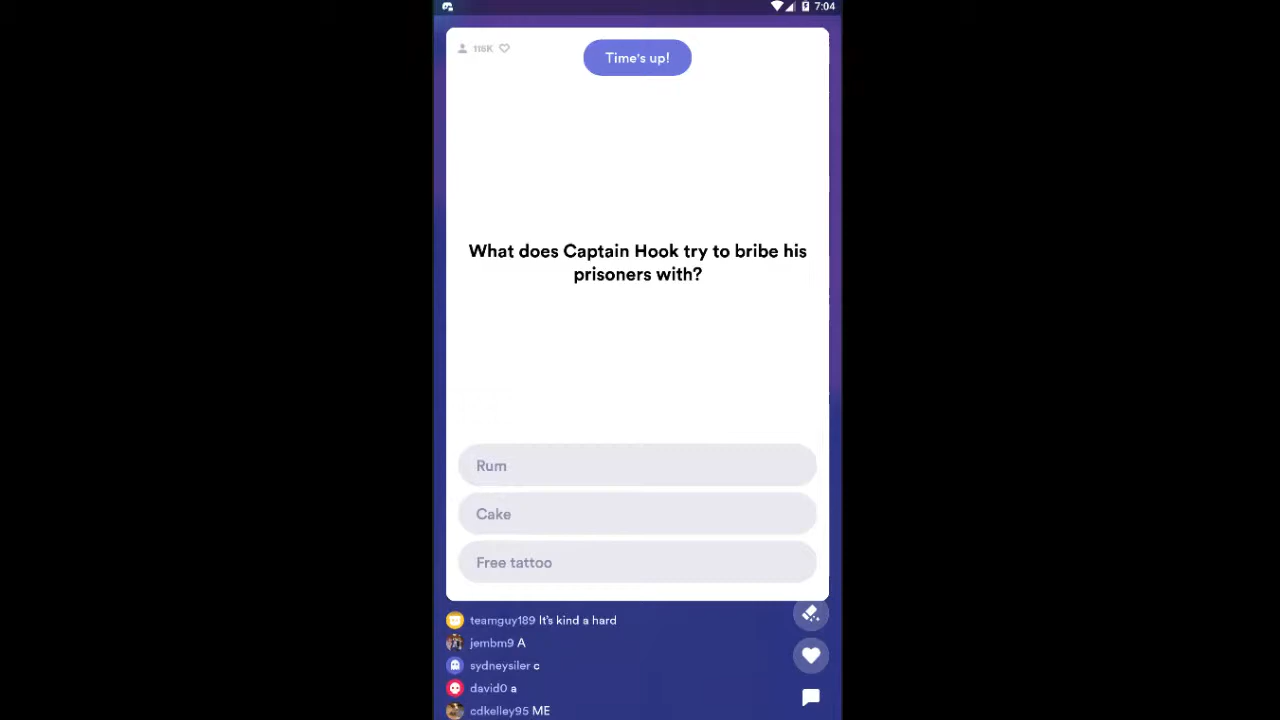 7:04
116K
Time's up!
What does Captain Hook try to bribe his
prisoners with?
Rum
Cake
Free tattoo
teamguy189 It's kind a hard
jembm9 A
sydneysiler c
david0 a
cdkelley95 ME